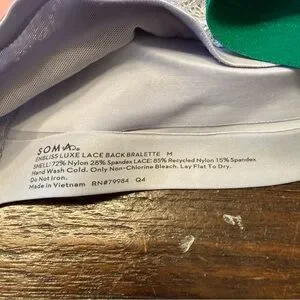 SOMA
ENBLISS LUXE LACE BACK BRALETTE M
SHELL: 72% Nylon 28% Spandex LACE: 85% Recycled Nylon 15% Spandex
Hand Wash Cold. Only Non-Chlorine Bleach. Lay Flat To Dry.
Do Not Iron.
Made in Vietnam RN#79984 Q4